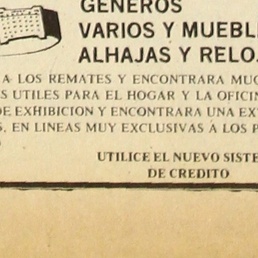 GENEROS
VARIOS Y MUEBL
ALHAJAS Y RELO
A LOS REMATES Y ENCONTRARA MUC
S UTILES PARA EL HOGAR Y LA OFICIN
DE EXHIBICION Y ENCONTRARA UNA EX
S, EN LINEAS MUY EXCLUSIVAS A LOS P
UTILICE EL NUEVO SISTE
DE CREDITO